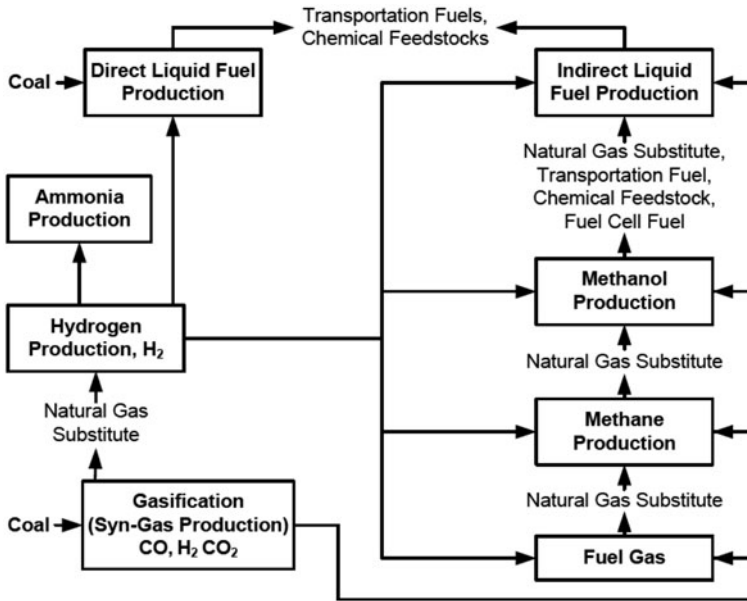 Transportation Fuels,
Chemical Feedstocks
Coal
Direct Liquid Fuel
Production
Indirect Liquid
Fuel Production
Natural Gas Substitute,
Transportation Fuel,
Chemical Feedstock,
Fuel Cell Fuel
Ammonia
Production
Methanol
Production
Hydrogen
Production, H₂
Natural Gas Substitute
Natural Gas
Substitute
Methane
Production
Natural Gas Substitute
Coal
Gasification
(Syn-Gas Production)
CO, H₂ CO₂
Fuel Gas